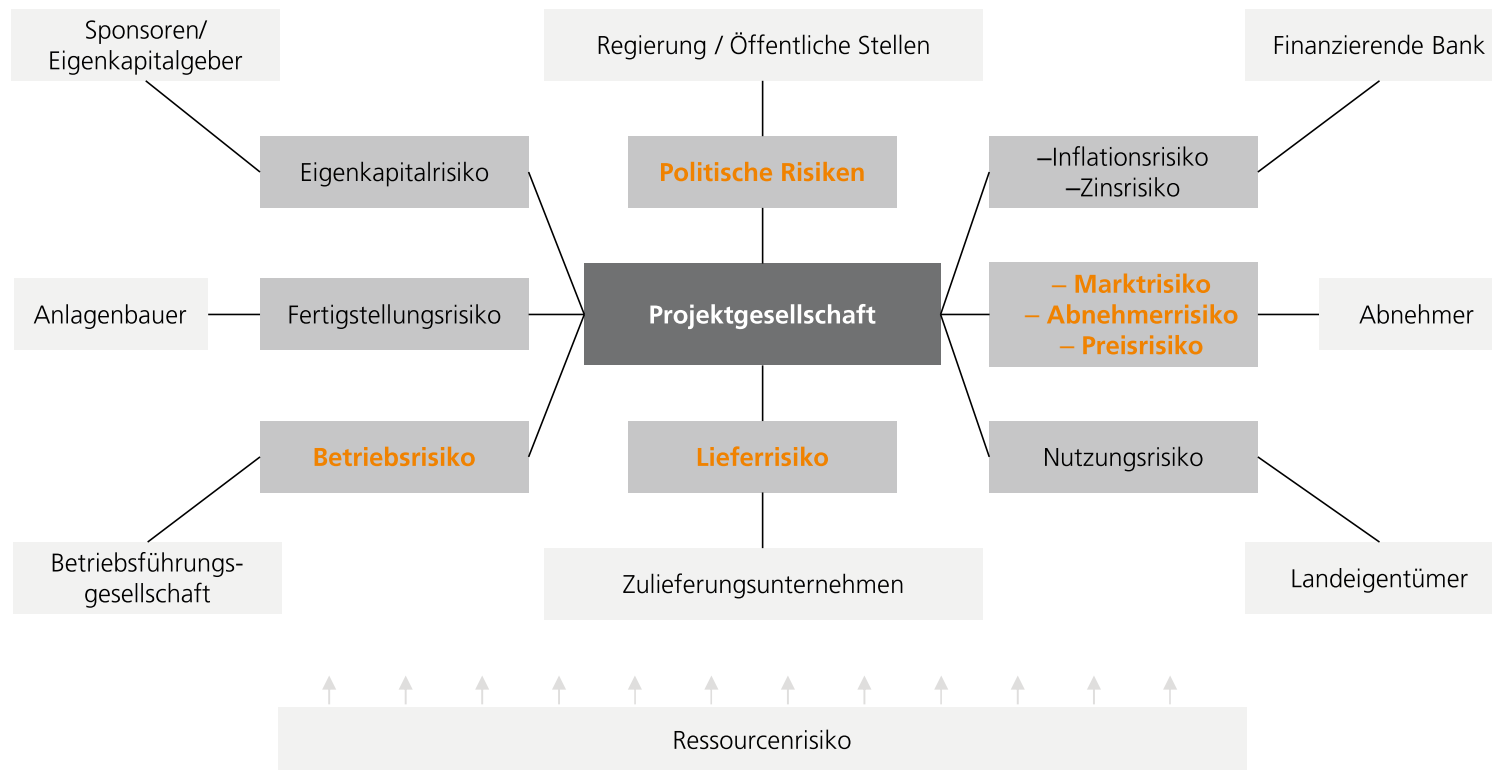 Sponsoren/
Eigenkapitalgeber
Regierung / Öffentliche Stellen
Finanzierende Bank
Eigenkapitalrisiko
Politische Risiken
–Inflationsrisiko
–Zinsrisiko
Anlagenbauer
Fertigstellungsrisiko
Projektgesellschaft
– Marktrisiko
– Abnehmerrisiko
– Preisrisiko
Abnehmer
Betriebsrisiko
Lieferrisiko
Nutzungsrisiko
Betriebsführungs-
gesellschaft
Zulieferungsunternehmen
Landeigentümer
Ressourcenrisiko